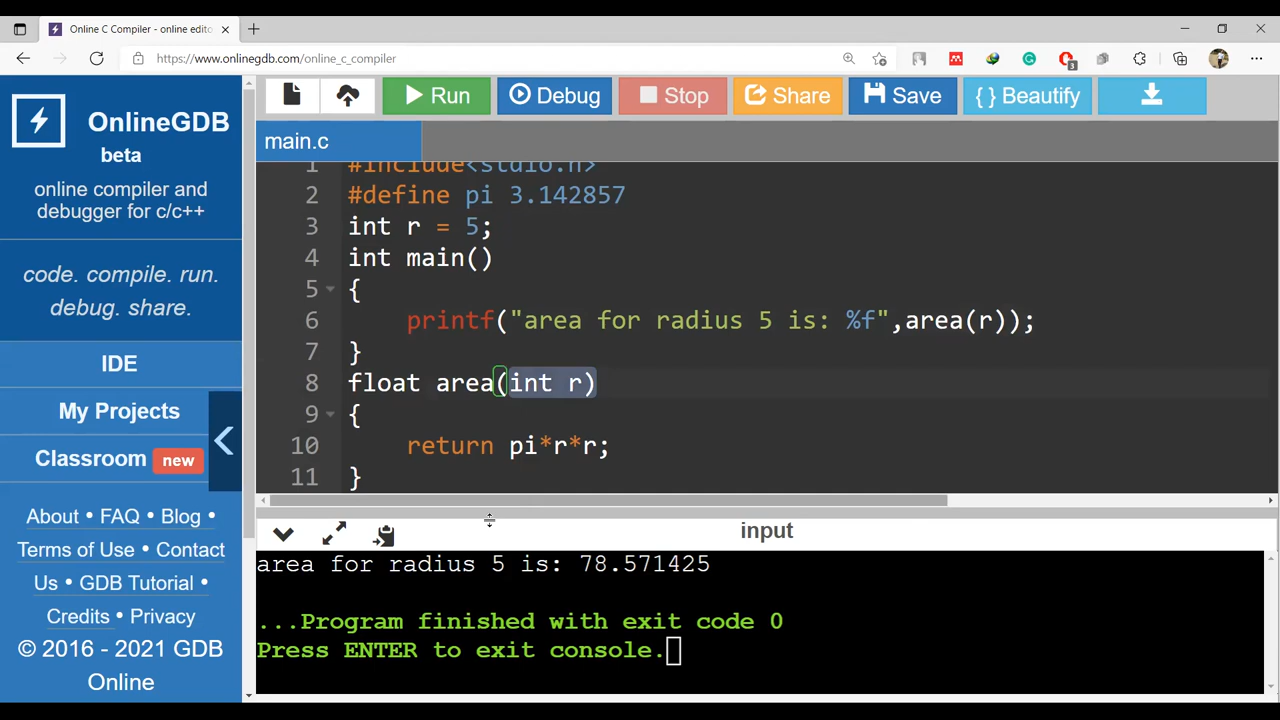 Online C Compiler - online edito
https://www.onlinegdb.com/online_c_compiler
3
OnlineGDB
beta
online compiler and
debugger for c/c++
code. compile. run.
debug. share.
IDE
My Projects
Classroom new
About • FAQ • Blog •
Terms of Use • Contact
Us • GDB Tutorial •
Credits • Privacy
© 2016 - 2021 GDB
Online
Run Debug Stop Share Save { } Beautify
main.c
1 #include<stdio.h>
2 #define pi 3.142857
3 int r = 5;
4 int main()
5 {
6 printf("area for radius 5 is: %f",area(r));
7 }
8 float area(int r)
9 {
10 return pi*r*r;
11 }
input
area for radius 5 is: 78.571425
...Program finished with exit code 0
Press ENTER to exit console.